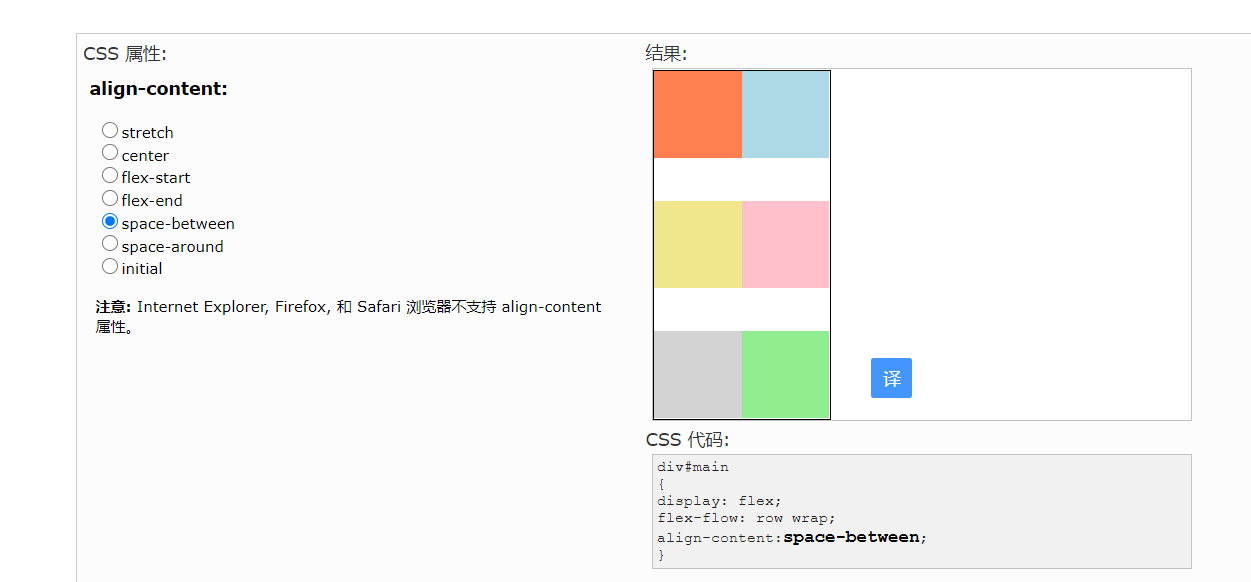 CSS 属性:
align-content:
stretch
center
flex-start
flex-end
space-between
space-around
initial
注意: Internet Explorer, Firefox, 和 Safari 浏览器不支持 align-content
属性。
结果:
译
CSS 代码:
div#main
{
display: flex;
flex-flow: row wrap;
align-content:space-between;
}